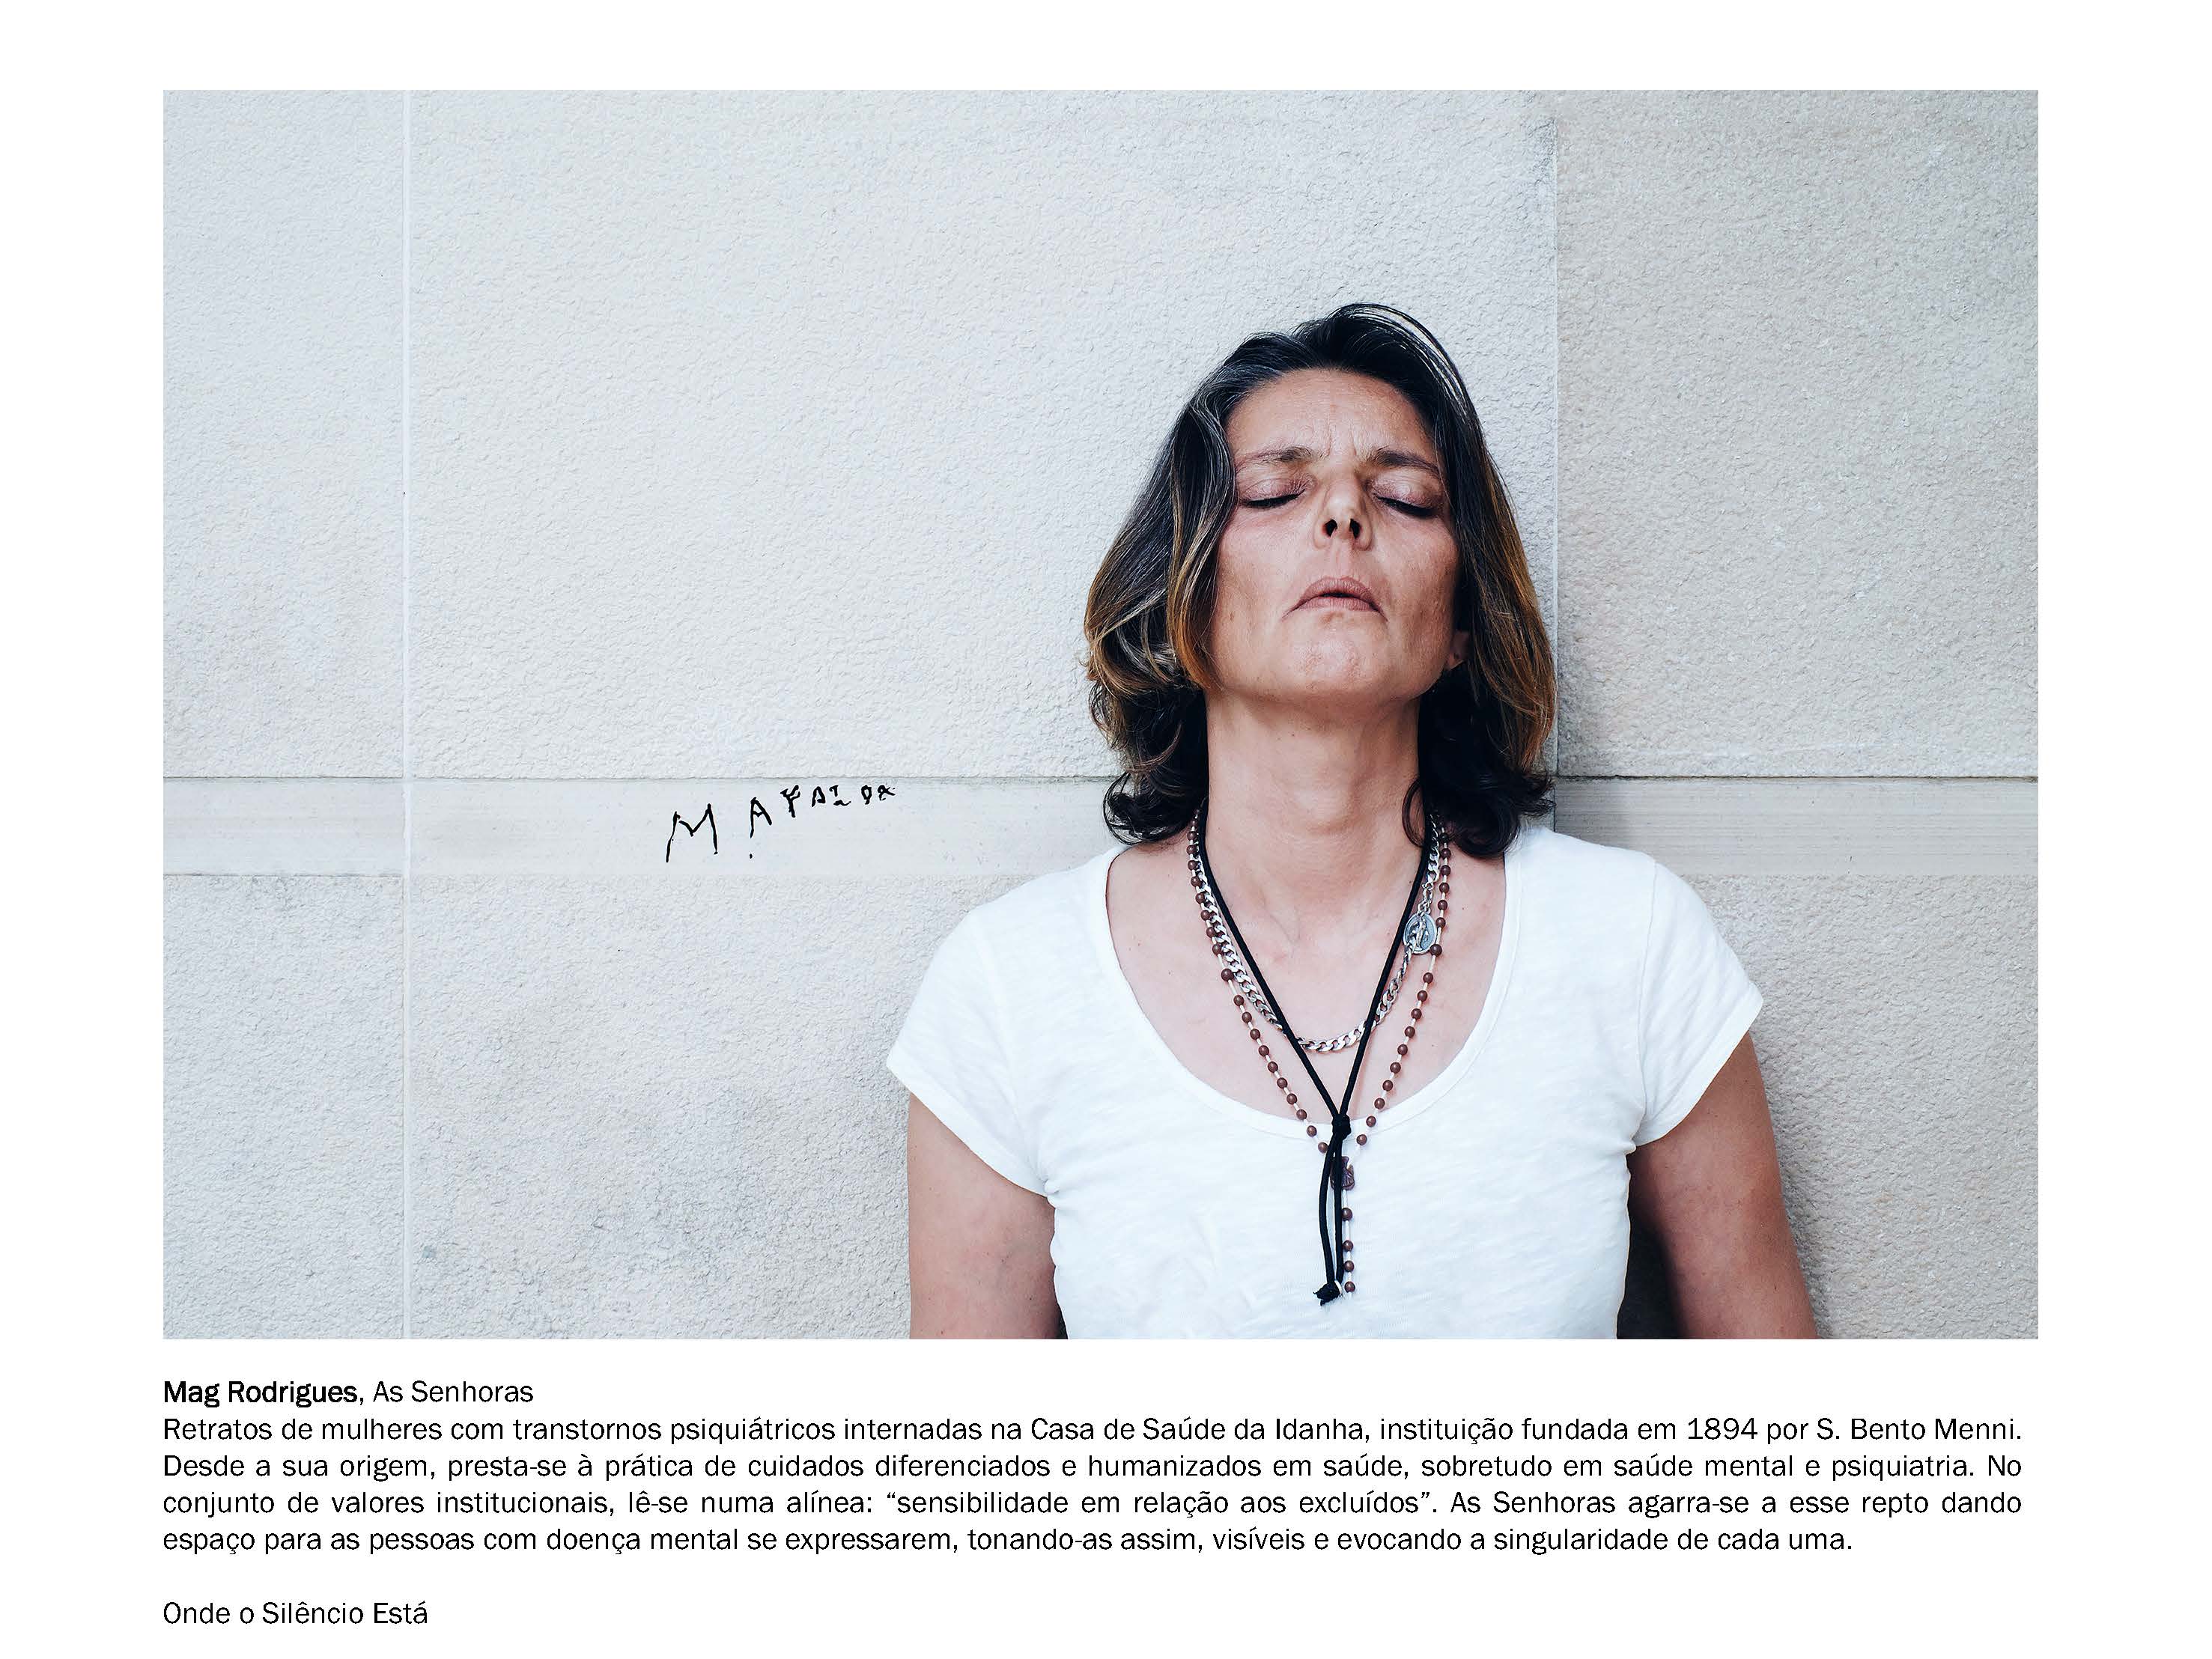 MAFALDA
Mag Rodrigues, As Senhoras
Retratos de mulheres com transtornos psiquiátricos internadas na Casa de Saúde da Idanha, instituição fundada em 1894 por S. Bento Menni.
Desde a sua origem, presta-se à prática de cuidados diferenciados e humanizados em saúde, sobretudo em saúde mental e psiquiatria. No
conjunto de valores institucionais, lê-se numa alínea: “sensibilidade em relação aos excluídos”. As Senhoras agarra-se a esse repto dando
espaço para as pessoas com doença mental se expressarem, tonando-as assim, visíveis e evocando a singularidade de cada uma.
Onde o Silêncio Está